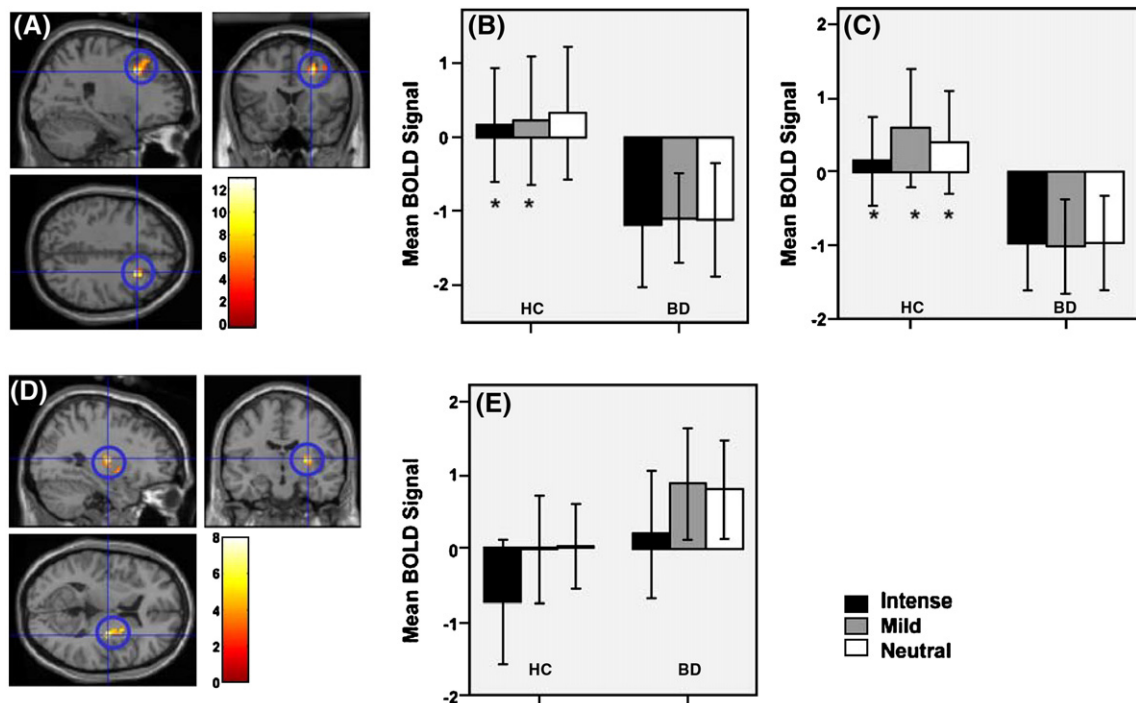 (A)
12
10
8
6
4
2
0
(B)
Mean BOLD Signal
1
0
-1
-2
* *
HC BD
(C)
Mean BOLD Signal
2
1
0
-1
-2
* * *
HC BD
(D)
8
6
4
2
0
(E)
Mean BOLD Signal
2
1
0
-1
-2
HC BD
Intense
Mild
Neutral